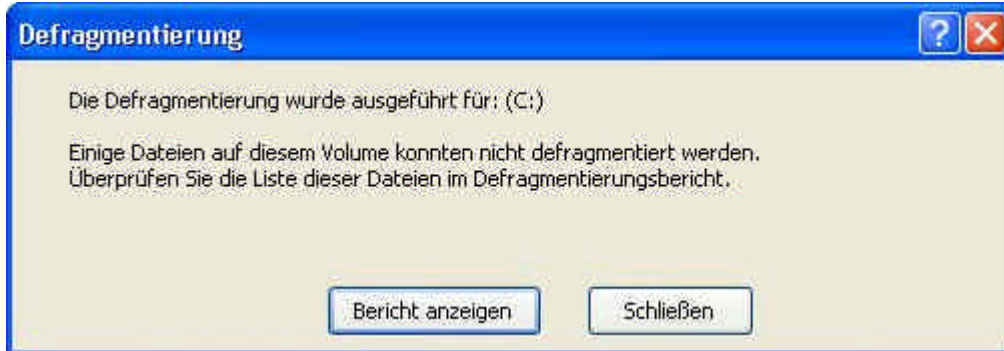 Defragmentierung
Die Defragmentierung wurde ausgeführt für: (C:)
Einige Dateien auf diesem Volume konnten nicht defragmentiert werden.
Überprüfen Sie die Liste dieser Dateien im Defragmentierungsbericht.
Bericht anzeigen Schließen